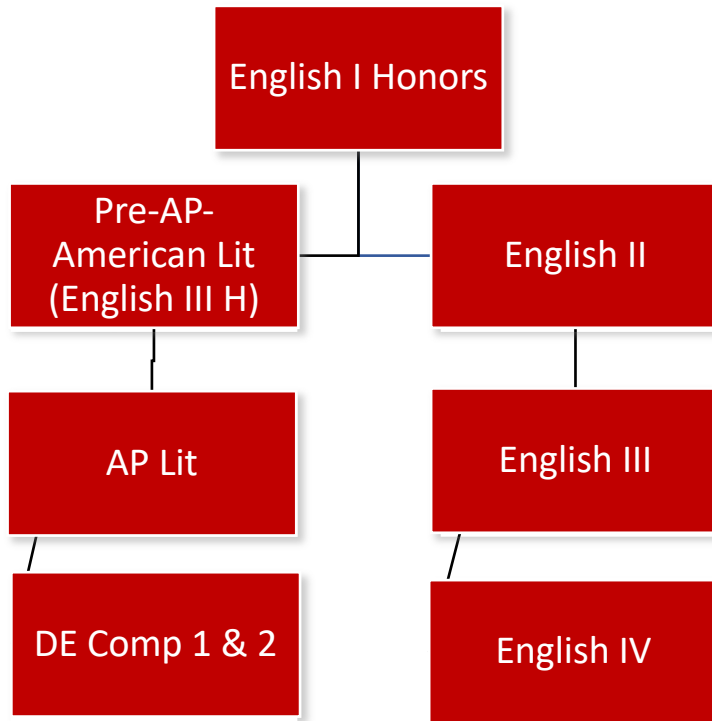 English I Honors
Pre-AP-
American Lit
(English III H)
English II
AP Lit
English III
DE Comp 1 & 2
English IV